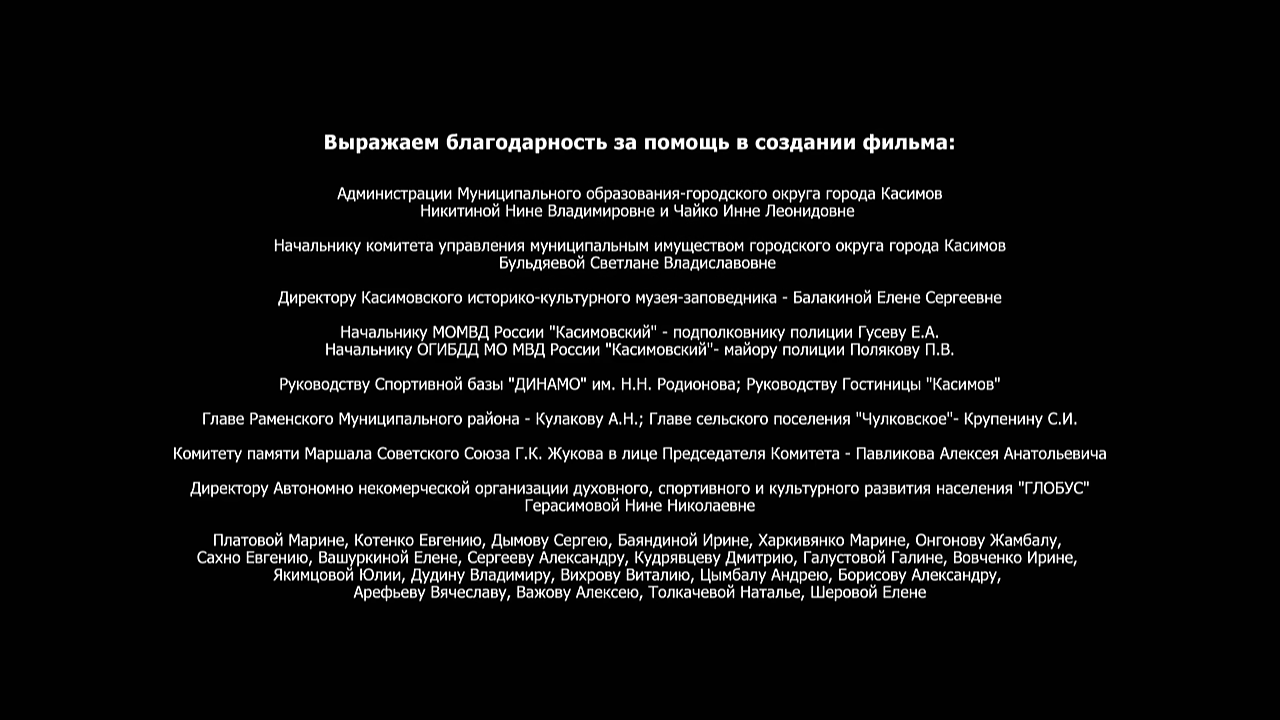 Выражаем благодарность за помощь в создании фильма:
Администрации Муниципального образования-городского округа города Касимов
Никитиной Нине Владимировне и Чайко Инне Леонидовне
Начальнику комитета управления муниципальным имуществом городского округа города Касимов
Бульдяевой Светлане Владиславовне
Директору Касимовского историко-культурного музея-заповедника - Балакиной Елене Сергеевне
Начальнику МОМВД России "Касимовский" - подполковнику полиции Гусеву Е.А.
Начальнику ОГИБДД МО МВД России "Касимовский"- майору полиции Полякову П.В.
Руководству Спортивной базы "ДИНАМО" им. Н.Н. Родионова; Руководству Гостиницы "Касимов"
Главе Раменского Муниципального района - Кулакову А.Н.; Главе сельского поселения "Чулковское"- Крупенину С.И.
Комитету памяти Маршала Советского Союза Г.К. Жукова в лице Председателя Комитета - Павликова Алексея Анатольевича
Директору Автономно некомерческой организации духовного, спортивного и культурного развития населения "ГЛОБУС"
Герасимовой Нине Николаевне
Платовой Марине, Котенко Евгению, Дымову Сергею, Баяндиной Ирине, Харкивянко Марине, Онгонову Жамбалу,
Сахно Евгению, Вашуркиной Елене, Сергееву Александру, Кудрявцеву Дмитрию, Галустовой Галине, Вовченко Ирине,
Якимцовой Юлии, Дудину Владимиру, Вихрову Виталию, Цымбалу Андрею, Борисову Александру,
Арефьеву Вячеславу, Важову Алексею, Толкачевой Наталье, Шеровой Елене